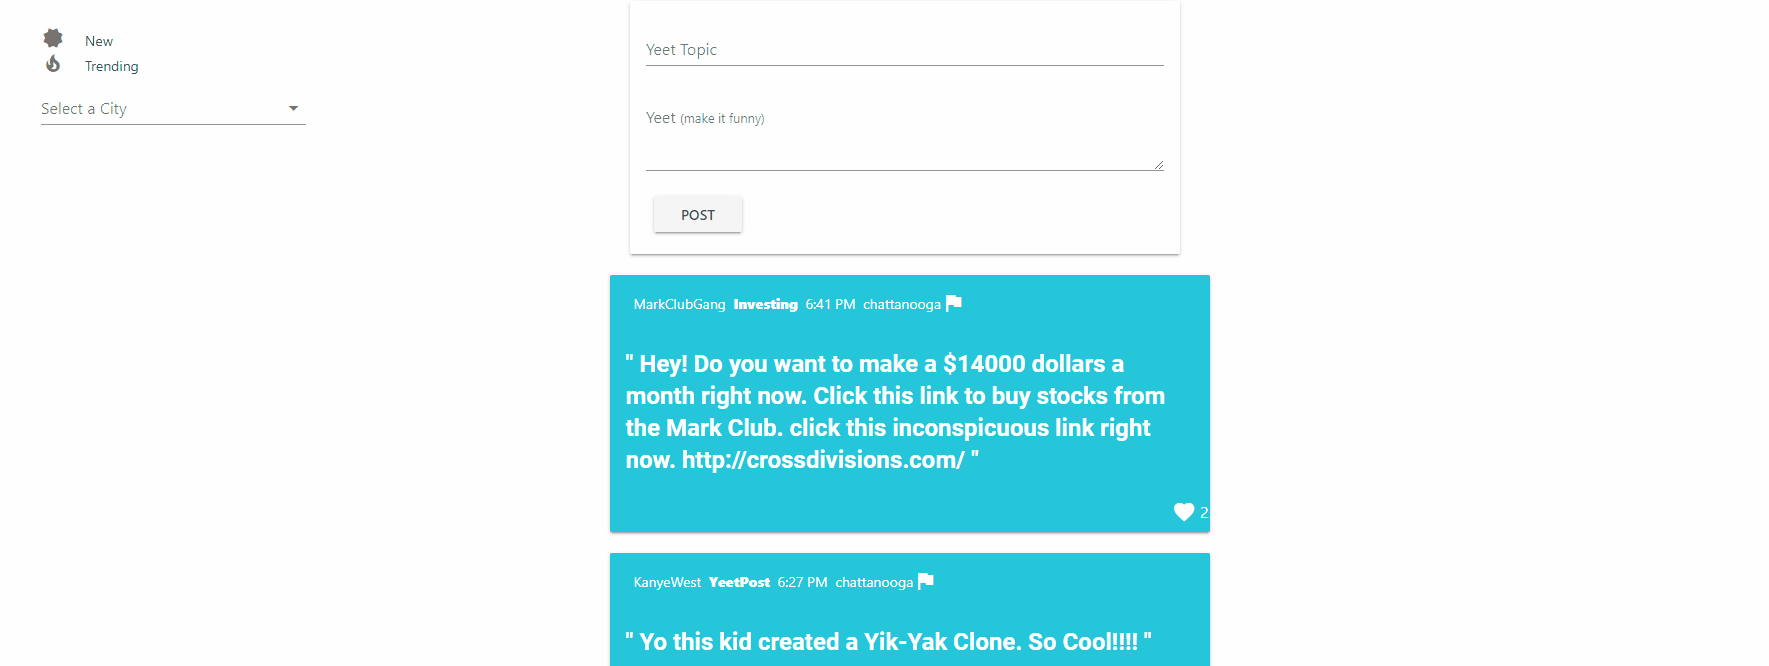 New
Trending
Select a City
Yeet Topic
Yeet (make it funny)
POST
MarkClubGang Investing 6:41 PM chattanooga
" Hey! Do you want to make a $14000 dollars a
month right now. Click this link to buy stocks from
the Mark Club. click this inconspicuous link right
now. http://crossdivisions.com/ "
2
KanyeWest YeetPost 6:27 PM chattanooga
" Yo this kid created a Yik-Yak Clone. So Cool!!!! "